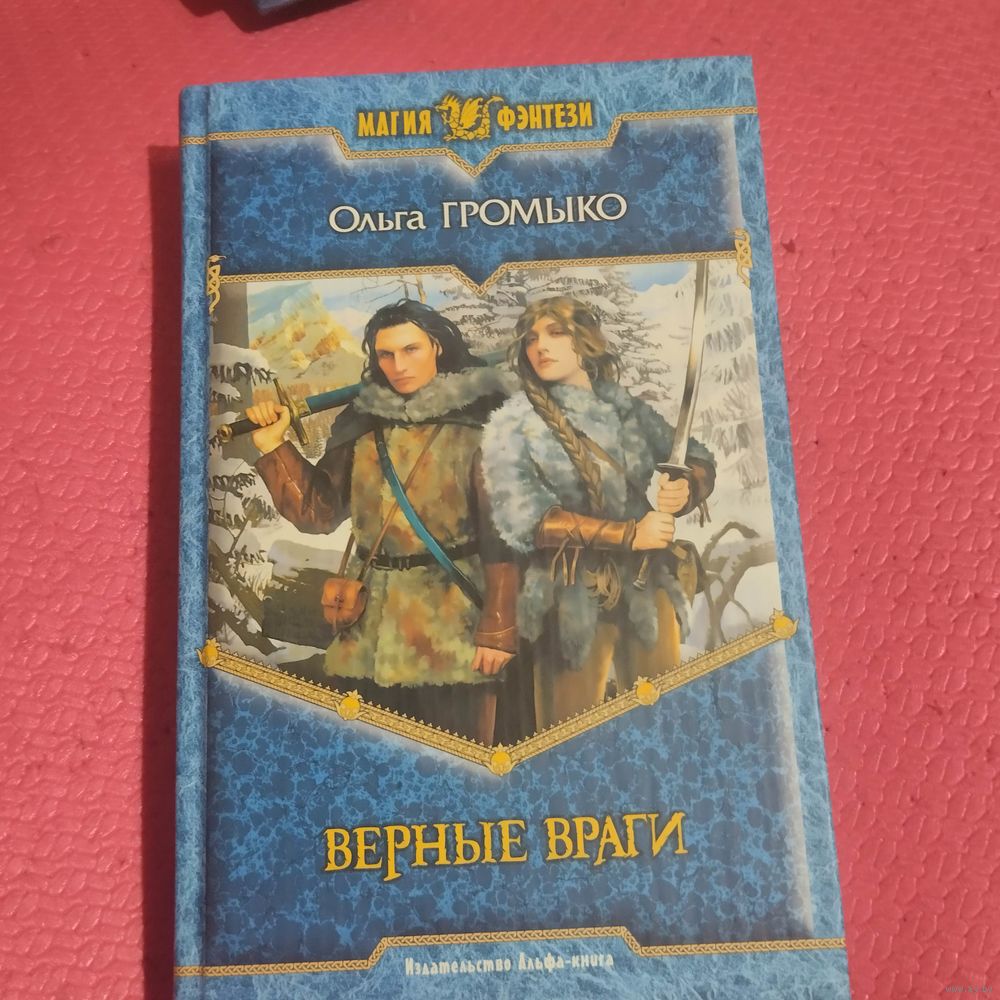 МАГИЯ ФЭНТЕЗИ
Ольга ГРОМЫКО
ВЕРНЫЕ ВРАГИ
Издательство Альфа-книга